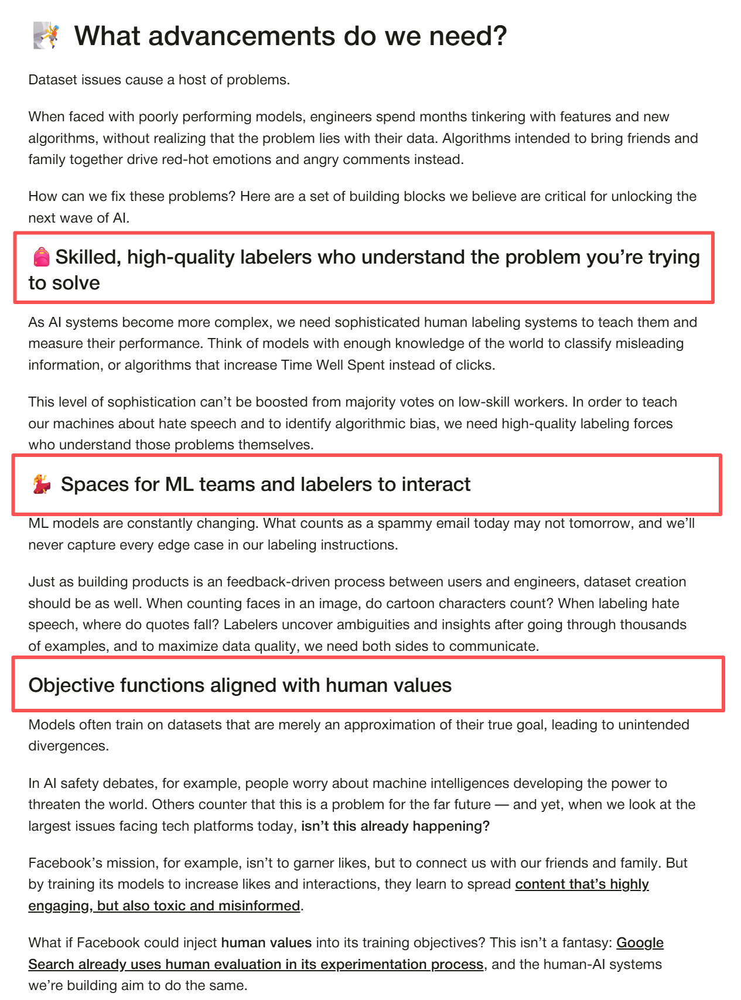 What advancements do we need?
Dataset issues cause a host of problems.
When faced with poorly performing models, engineers spend months tinkering with features and new
algorithms, without realizing that the problem lies with their data. Algorithms intended to bring friends and
family together drive red-hot emotions and angry comments instead.
How can we fix these problems? Here are a set of building blocks we believe are critical for unlocking the
next wave of AI.
Skilled, high-quality labelers who understand the problem you’re trying
to solve
As AI systems become more complex, we need sophisticated human labeling systems to teach them and
measure their performance. Think of models with enough knowledge of the world to classify misleading
information, or algorithms that increase Time Well Spent instead of clicks.
This level of sophistication can’t be boosted from majority votes on low-skill workers. In order to teach
our machines about hate speech and to identify algorithmic bias, we need high-quality labeling forces
who understand those problems themselves.
Spaces for ML teams and labelers to interact
ML models are constantly changing. What counts as a spammy email today may not tomorrow, and we’ll
never capture every edge case in our labeling instructions.
Just as building products is an feedback-driven process between users and engineers, dataset creation
should be as well. When counting faces in an image, do cartoon characters count? When labeling hate
speech, where do quotes fall? Labelers uncover ambiguities and insights after going through thousands
of examples, and to maximize data quality, we need both sides to communicate.
Objective functions aligned with human values
Models often train on datasets that are merely an approximation of their true goal, leading to unintended
divergences.
In AI safety debates, for example, people worry about machine intelligences developing the power to
threaten the world. Others counter that this is a problem for the far future — and yet, when we look at the
largest issues facing tech platforms today, isn’t this already happening?
Facebook’s mission, for example, isn’t to garner likes, but to connect us with our friends and family. But
by training its models to increase likes and interactions, they learn to spread content that’s highly
engaging, but also toxic and misinformed.
What if Facebook could inject human values into its training objectives? This isn’t a fantasy: Google
Search already uses human evaluation in its experimentation process, and the human-AI systems
we’re building aim to do the same.